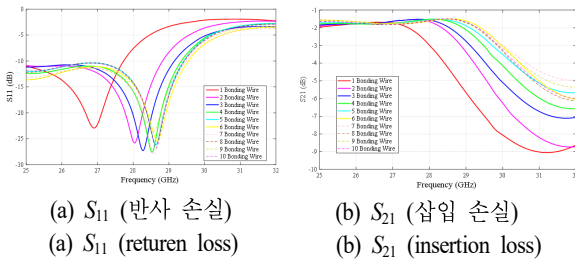 0
-5
-10
-15
-20
-25
-30
S11 (dB)
25 26 27 28 29 30 31 32
Frequency (GHz)
1 Bonding Wire
2 Bonding Wire
3 Bonding Wire
4 Bonding Wire
5 Bonding Wire
6 Bonding Wire
7 Bonding Wire
8 Bonding Wire
9 Bonding Wire
10 Bonding Wire
(a) S11 (반사 손실)
(a) S11 (returen loss)
-1
-2
-3
-4
-5
-6
-7
-8
-9
-10
S21 (dB)
25 26 27 28 29 30 31 32
Frequency (GHz)
1 Bonding Wire
2 Bonding Wire
3 Bonding Wire
4 Bonding Wire
5 Bonding Wire
6 Bonding Wire
7 Bonding Wire
8 Bonding Wire
9 Bonding Wire
10 Bonding Wire
(b) S21 (삽입 손실)
(b) S21 (insertion loss)